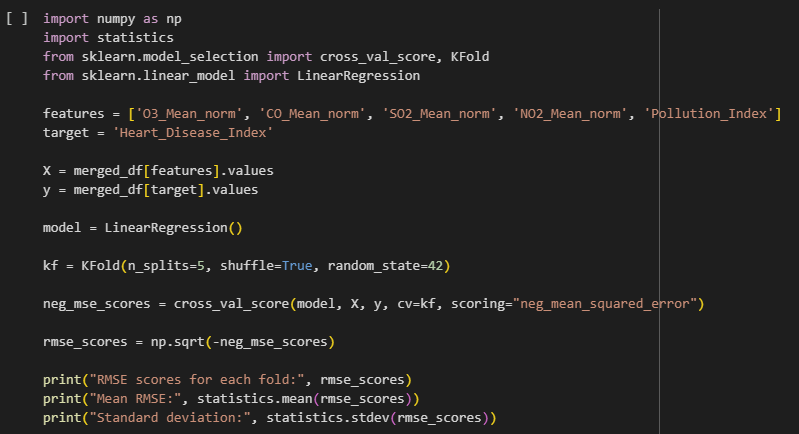 [ ] import numpy as np
import statistics
from sklearn.model_selection import cross_val_score, KFold
from sklearn.linear_model import LinearRegression
features = ['O3_Mean_norm', 'CO_Mean_norm', 'SO2_Mean_norm', 'NO2_Mean_norm', 'Pollution_Index']
target = 'Heart_Disease_Index'
X = merged_df[features].values
y = merged_df[target].values
model = LinearRegression()
kf = KFold(n_splits=5, shuffle=True, random_state=42)
neg_mse_scores = cross_val_score(model, X, y, cv=kf, scoring="neg_mean_squared_error")
rmse_scores = np.sqrt(-neg_mse_scores)
print("RMSE scores for each fold:", rmse_scores)
print("Mean RMSE:", statistics.mean(rmse_scores))
print("Standard deviation:", statistics.stdev(rmse_scores))